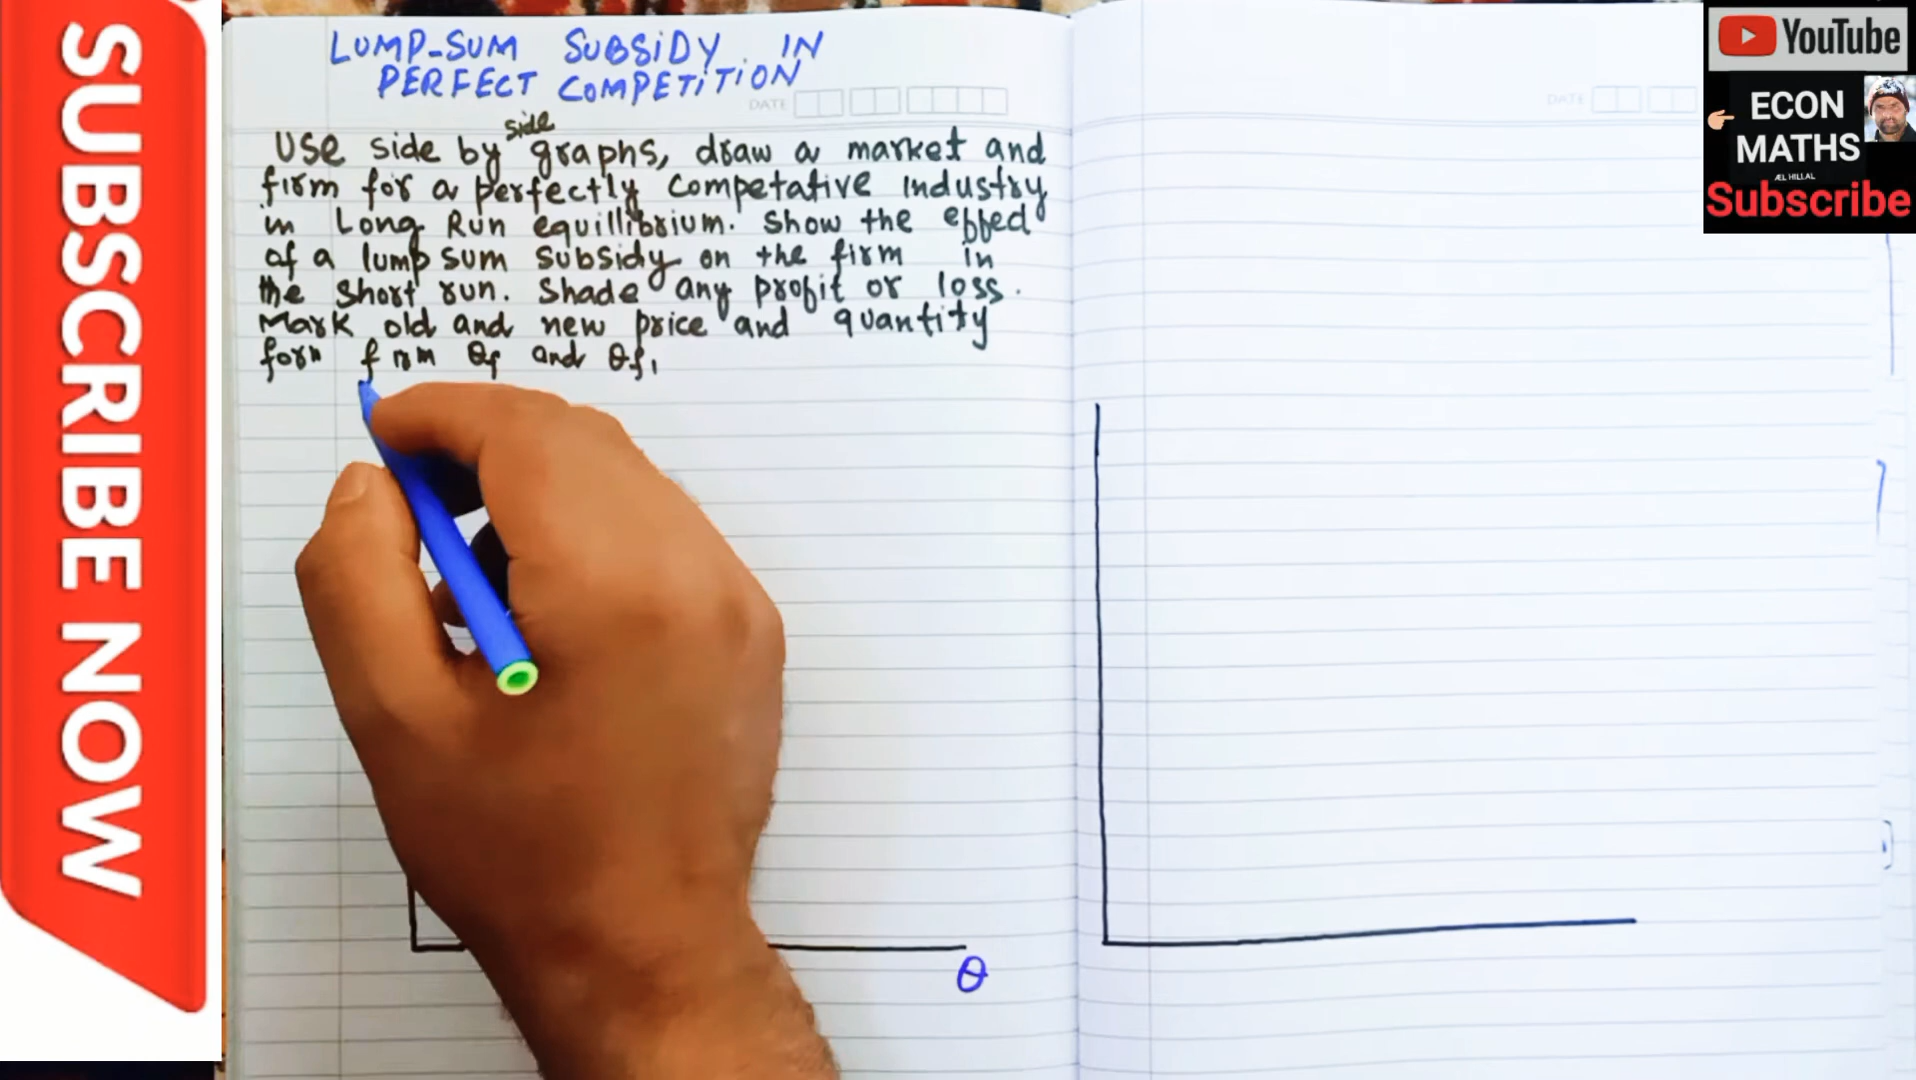 SUBSCRIBE NOW
LUMP-SUM SUBSIDY IN
PERFECT COMPETITION
DATE
Use side by side graphs, draw a market and
firm for a perfectly competative industry
in Long Run equillibrium. Show the effect
of a lump sum subsidy on the firm in
the short run. Shade any profit or loss.
Mark old and new price and quantity
for firm Qf and Qf1
Q
DATE
YouTube
ECON
MATHS
ÆL HILLAL
Subscribe